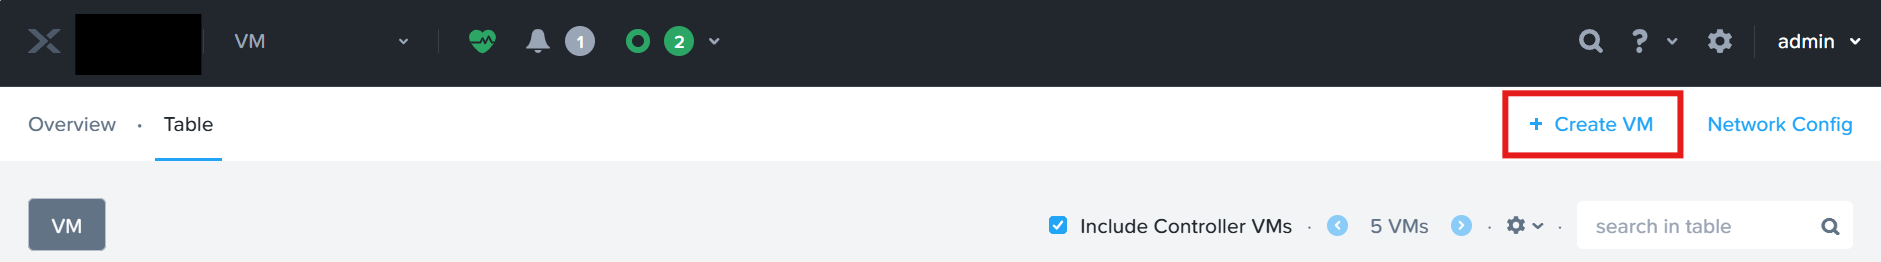 VM 1 2 ? admin
Overview · Table + Create VM Network Config
VM Include Controller VMs · 5 VMs · · search in table